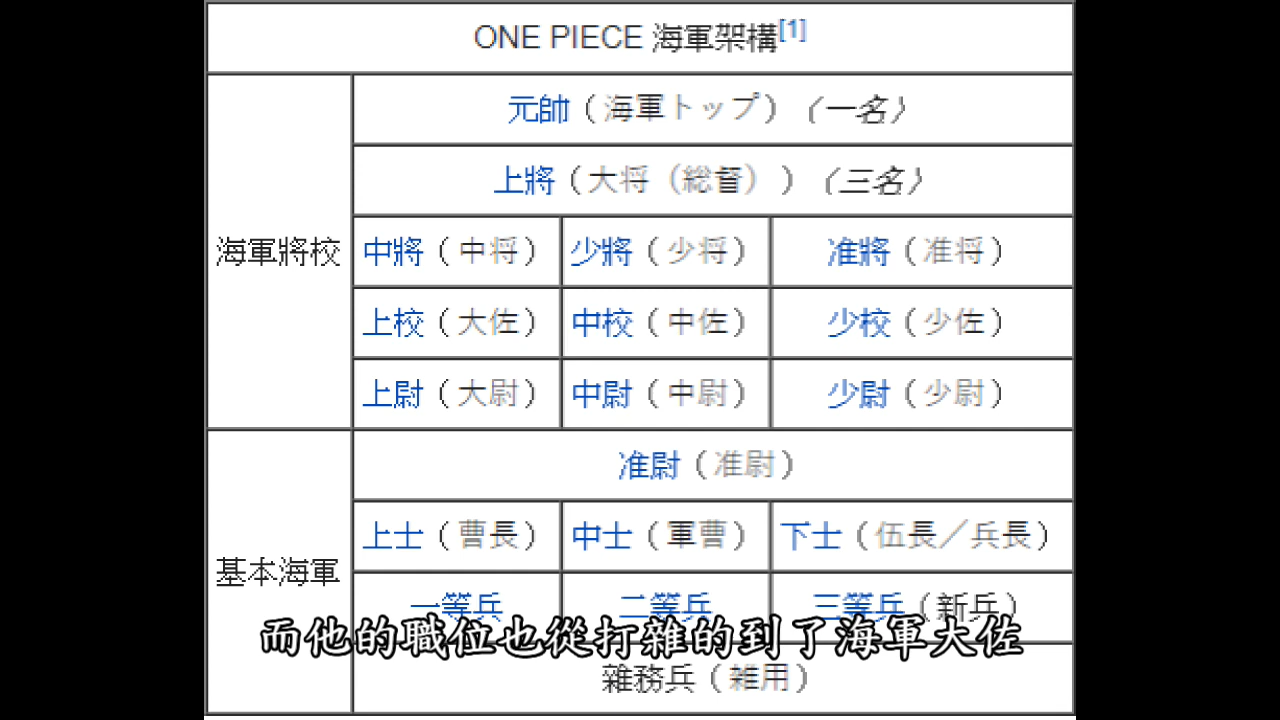 ONE PIECE 海軍架構[1]
元帥（海軍トップ）〈一名〉
上將（大将（総督））〈三名〉
海軍將校
中將（中将） 少將（少将） 准將（准将）
上校（大佐） 中校（中佐） 少校（少佐）
上尉（大尉） 中尉（中尉） 少尉（少尉）
准尉（准尉）
上士（曹長） 中士（軍曹） 下士（伍長／兵長）
基本海軍
一等兵 二等兵 三等兵（新兵）
而他的職位也從打雜的到了海軍大佐
雜務兵（雑用）